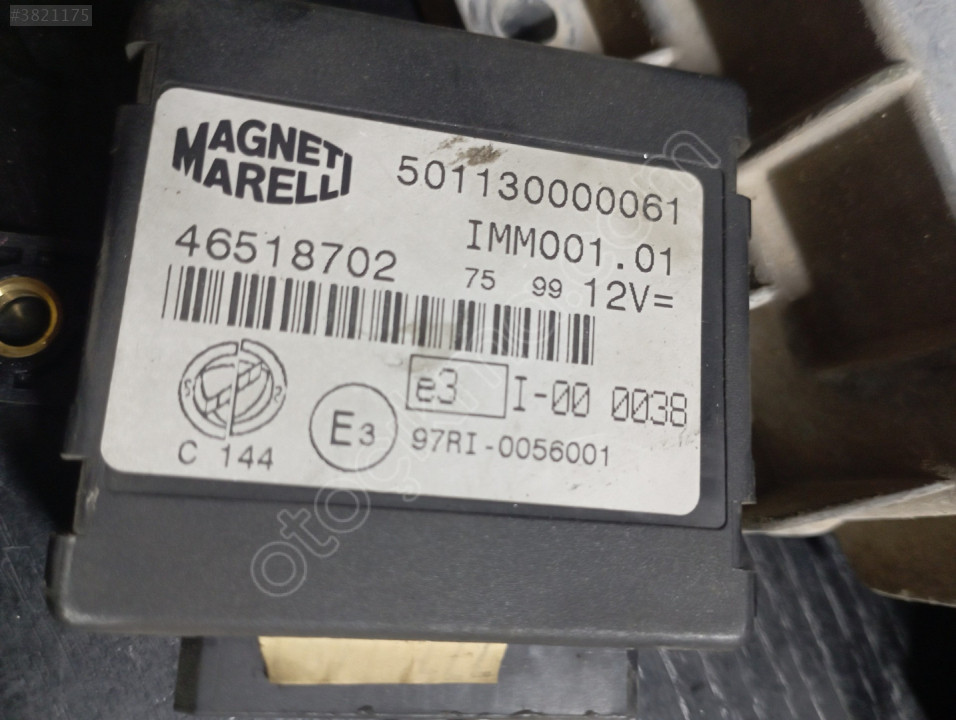 #3821175
MAGNETI
MARELLI
501130000061
IMM001.01
46518702
75 99 12V=
e3 I-00 0038
E3 97RI-0056001
C 144